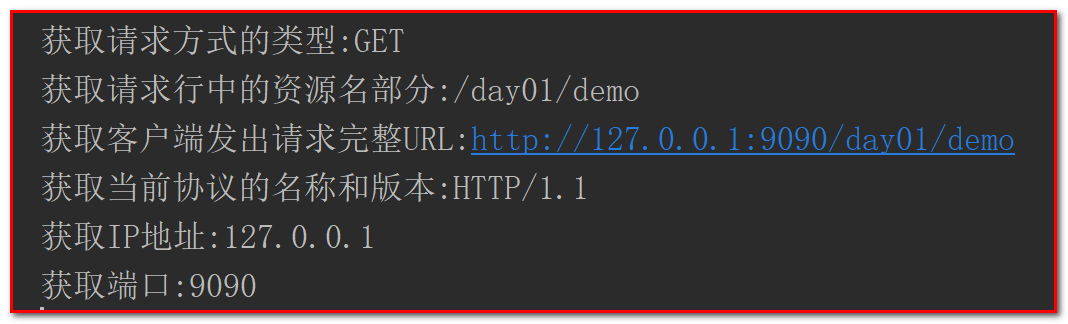 获取请求方式的类型:GET
获取请求行中的资源名部分:/day01/demo
获取客户端发出请求完整URL:http://127.0.0.1:9090/day01/demo
获取当前协议的名称和版本:HTTP/1.1
获取IP地址:127.0.0.1
获取端口:9090